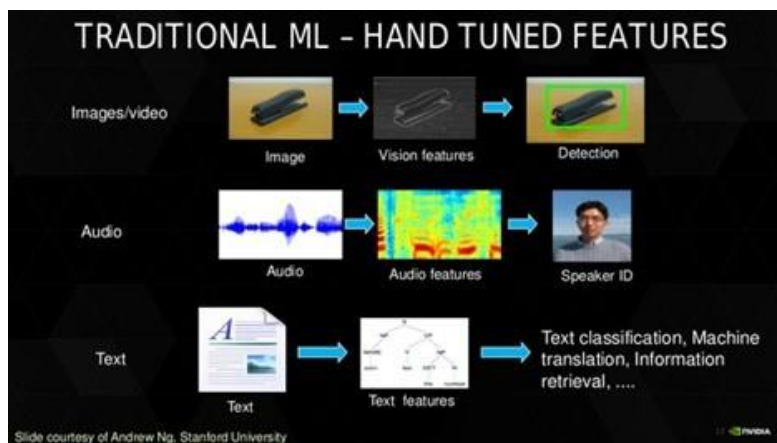 TRADITIONAL ML – HAND TUNED FEATURES
Images/video
Image
Vision features
Detection
Audio
Audio
Audio features
Speaker ID
Text
A
Text
Text features
Text classification, Machine
translation, Information
retrieval, ....
Slide courtesy of Andrew Ng, Stanford University
NVIDIA